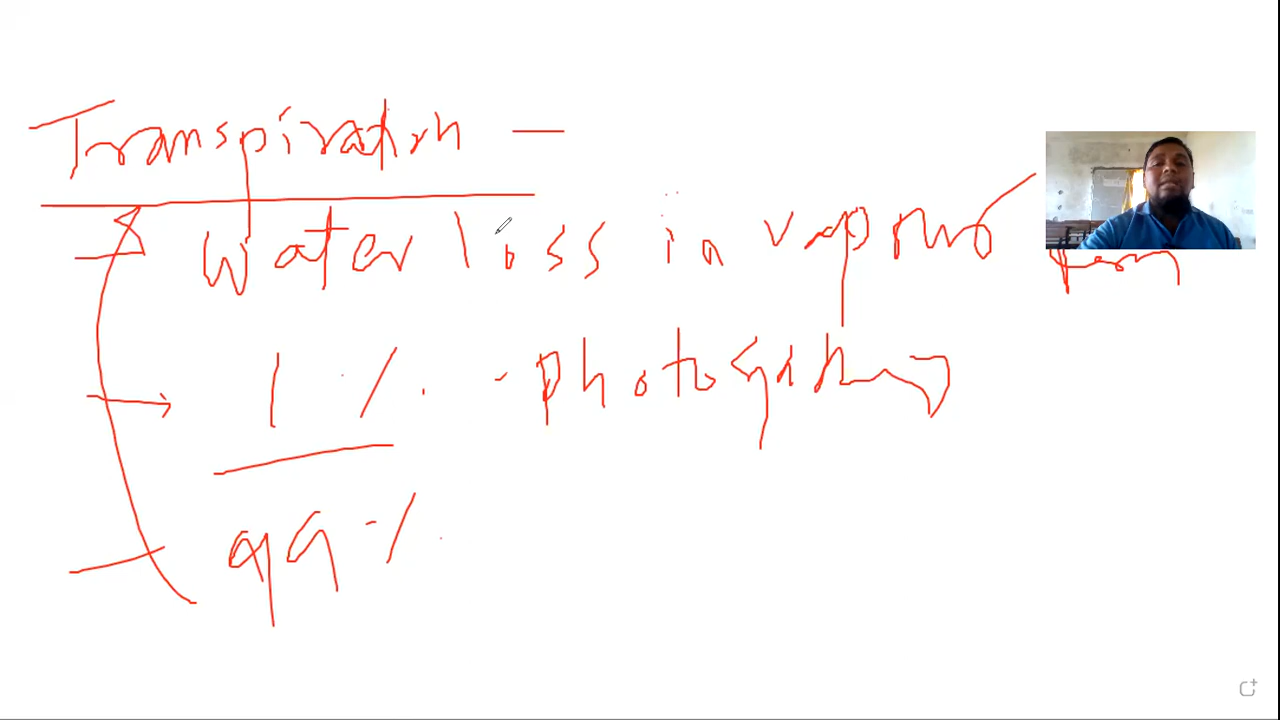 Transpiration -
Water loss in vapour form
1 % - Photosynthesis
99 %